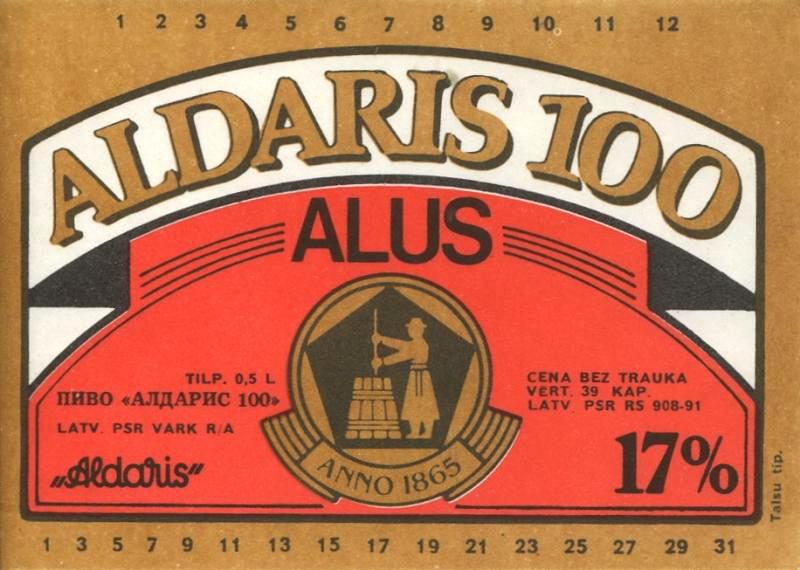 1 2 4 5 6 7 8 9 10 11 12
ALDARIS 100
ALUS
TILP. 0,5 L
ПИВО «АЛДАРИС 100»
LATV. PSR VARK R/A
„Aldaris"
ANNO 1865
CENA BEZ TRAUKA
VERT. 39 KAP.
LATV. PSR RS 908-91
17%
Talsu tip.
1 3 5 7 9 11 13 15 17 19 21 23 25 27 29 31